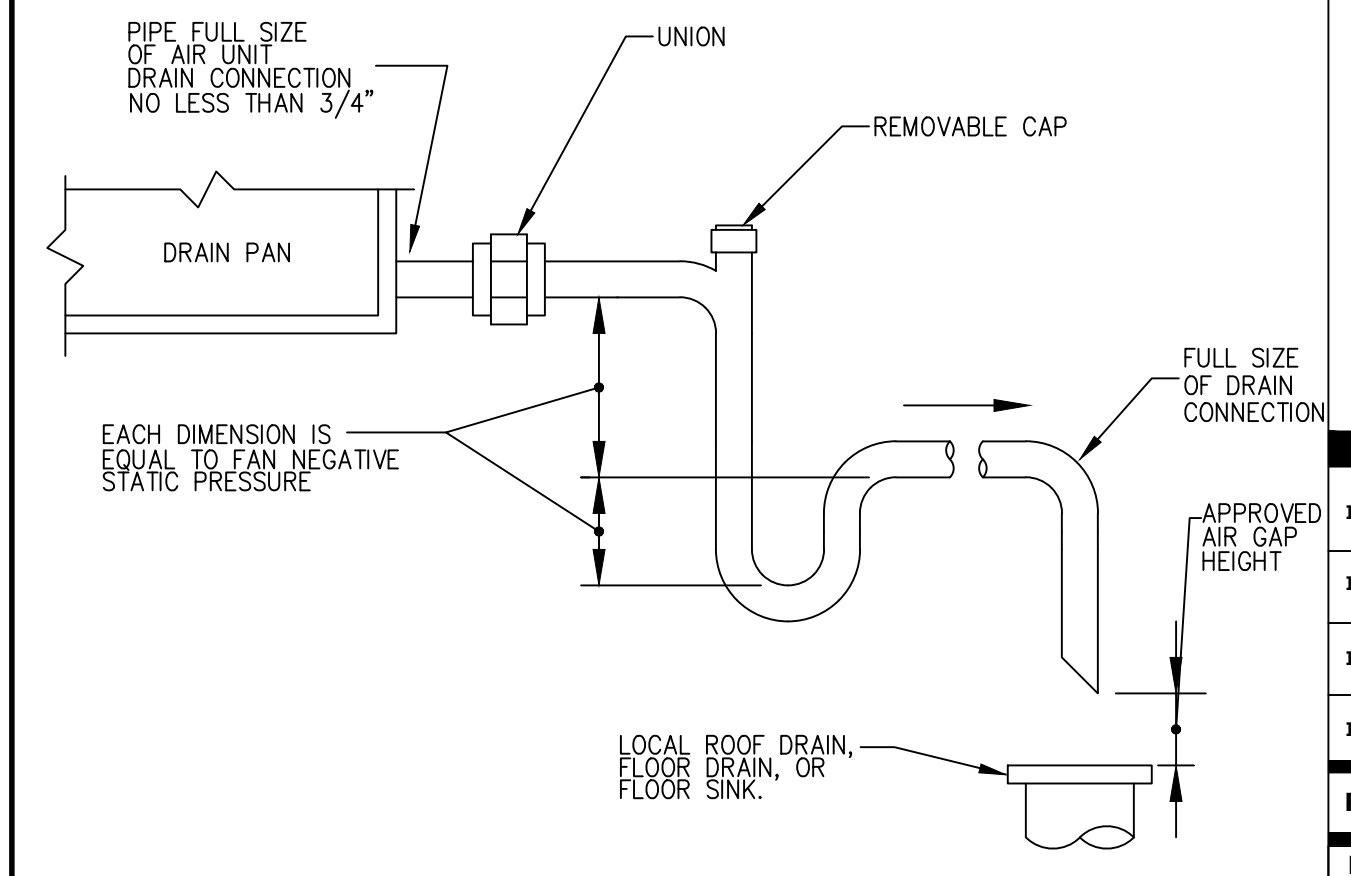 PIPE FULL SIZE
OF AIR UNIT
DRAIN CONNECTION
NO LESS THAN 3/4"
UNION
REMOVABLE CAP
DRAIN PAN
FULL SIZE
OF DRAIN
CONNECTION
EACH DIMENSION IS
EQUAL TO FAN NEGATIVE
STATIC PRESSURE
APPROVED
AIR GAP
HEIGHT
LOCAL ROOF DRAIN,
FLOOR DRAIN, OR
FLOOR SINK.